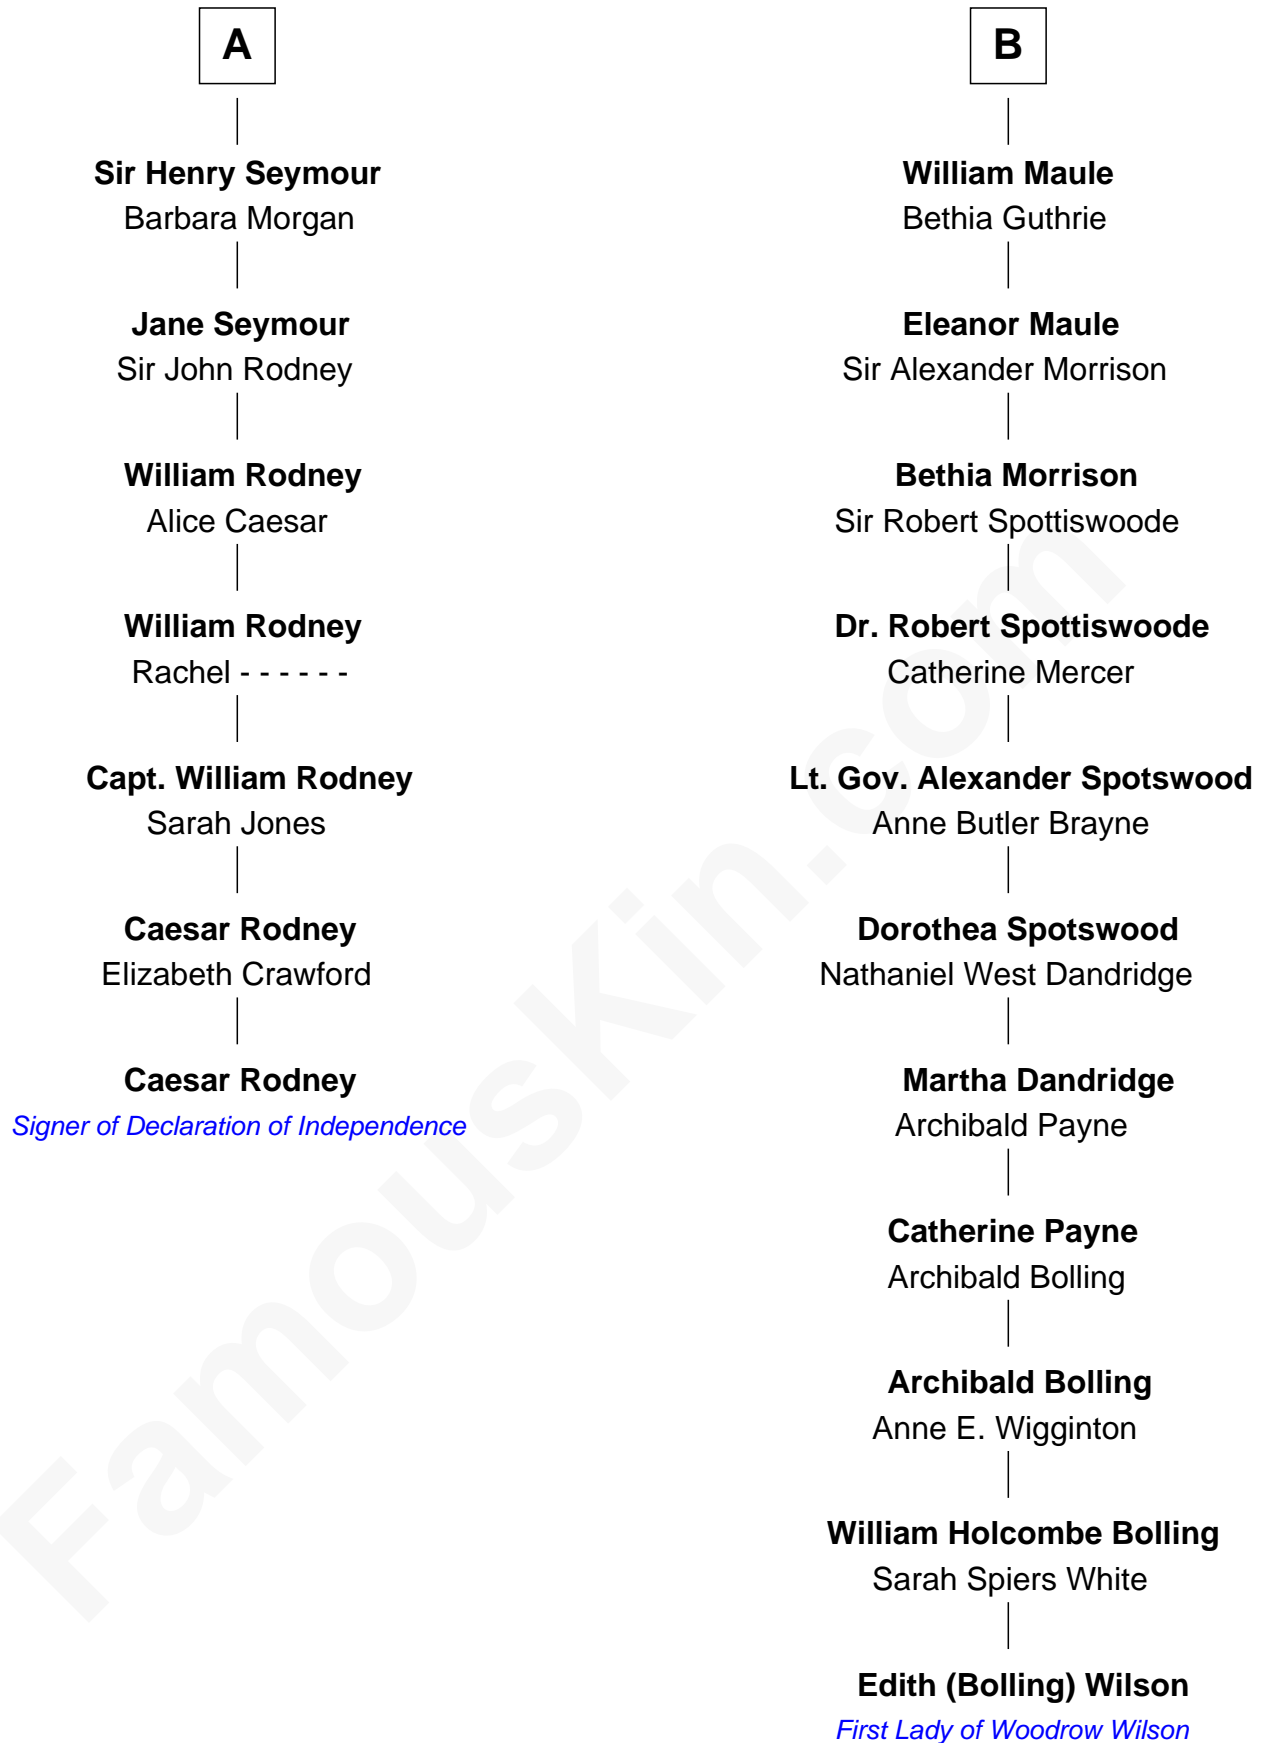 A
Sir Henry Seymour
Barbara Morgan
Jane Seymour
Sir John Rodney
William Rodney
Alice Caesar
William Rodney
Rachel - - - - - -
Capt. William Rodney
Sarah Jones
Caesar Rodney
Elizabeth Crawford
Caesar Rodney
Signer of Declaration of Independence
B
William Maule
Bethia Guthrie
Eleanor Maule
Sir Alexander Morrison
Bethia Morrison
Sir Robert Spottiswoode
Dr. Robert Spottiswoode
Catherine Mercer
Lt. Gov. Alexander Spotswood
Anne Butler Brayne
Dorothea Spotswood
Nathaniel West Dandridge
Martha Dandridge
Archibald Payne
Catherine Payne
Archibald Bolling
Archibald Bolling
Anne E. Wigginton
William Holcombe Bolling
Sarah Spiers White
Edith (Bolling) Wilson
First Lady of Woodrow Wilson
FamousKin.com